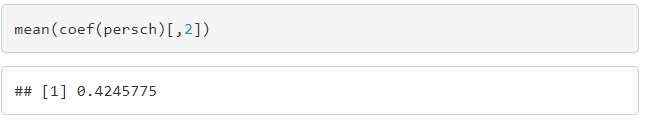 mean(coef(persch)[,2])
## [1] 0.4245775